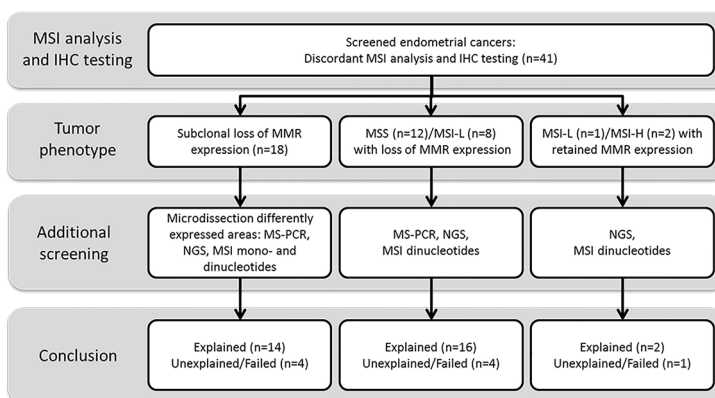 MSI analysis
and IHC testing
Screened endometrial cancers:
Discordant MSI analysis and IHC testing (n=41)
Tumor
phenotype
Subclonal loss of MMR
expression (n=18)
MSS (n=12)/MSI-L (n=8)
with loss of MMR expression
MSI-L (n=1)/MSI-H (n=2) with
retained MMR expression
Additional
screening
Microdissection differently
expressed areas: MS-PCR,
NGS, MSI mono- and
dinucleotides
MS-PCR, NGS,
MSI dinucleotides
NGS,
MSI dinucleotides
Conclusion
Explained (n=14)
Unexplained/Failed (n=4)
Explained (n=16)
Unexplained/Failed (n=4)
Explained (n=2)
Unexplained/Failed (n=1)